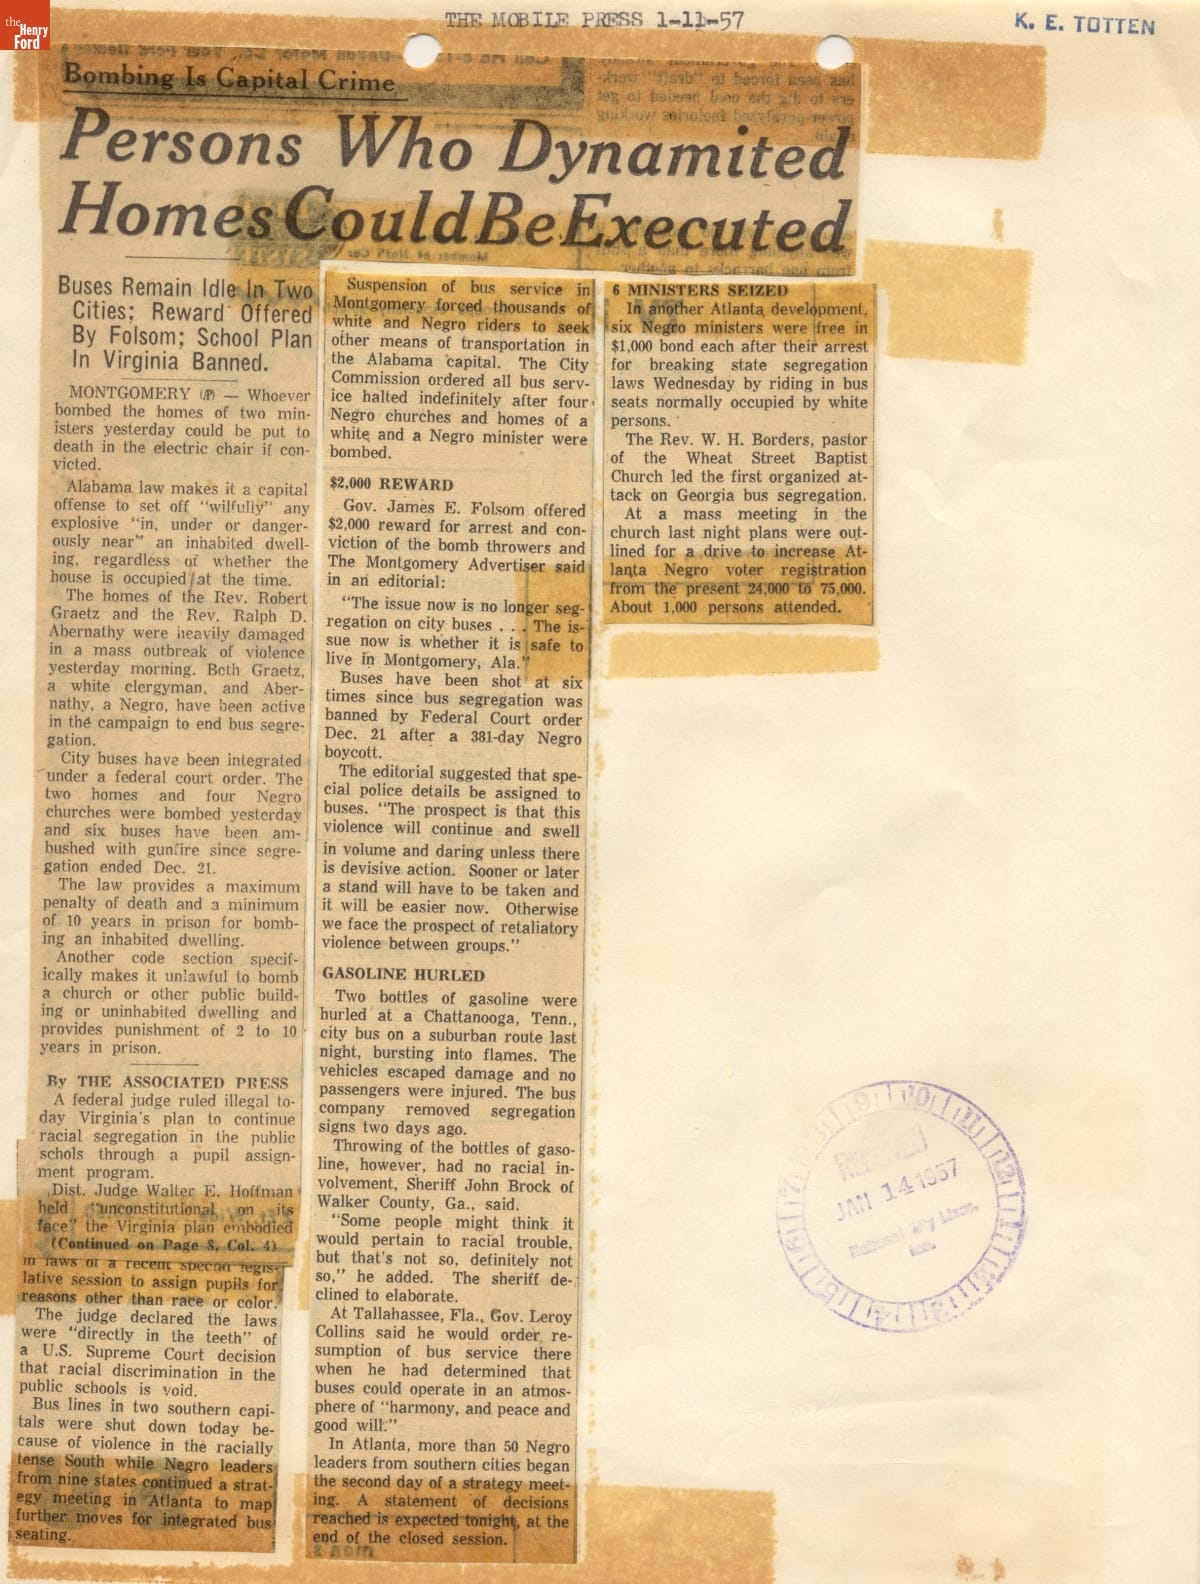 the
Henry
Ford
THE MOBILE PRESS 1-11-57
K. E. TOTTEN
Bombing Is Capital Crime
Persons Who Dynamited
Homes Could Be Executed
Buses Remain Idle In Two
Cities; Reward Offered
By Folsom; School Plan
In Virginia Banned.
MONTGOMERY (AP) — Whoever
bombed the homes of two min-
isters yesterday could be put to
death in the electric chair if con-
victed.
Alabama law makes it a capital
offense to set off "wilfully" any
explosive "in, under or danger-
ously near" an inhabited dwell-
ing, regardless of whether the
house is occupied at the time.
The homes of the Rev. Robert
Graetz and the Rev. Ralph D.
Abernathy were heavily damaged
in a mass outbreak of violence
yesterday morning. Both Graetz,
a white clergyman, and Aber-
nathy, a Negro, have been active
in the campaign to end bus segre-
gation.
City buses have been integrated
under a federal court order. The
two homes and four Negro
churches were bombed yesterday
and six buses have been am-
bushed with gunfire since segre-
gation ended Dec. 21.
The law provides a maximum
penalty of death and a minimum
of 10 years in prison for bomb-
ing an inhabited dwelling.
Another code section specif-
ically makes it unlawful to bomb
a church or other public build-
ing or uninhabited dwelling and
provides punishment of 2 to 10
years in prison.
By THE ASSOCIATED PRESS
A federal judge ruled illegal to-
day Virginia's plan to continue
racial segregation in the public
schols through a pupil assign-
ment program.
Dist. Judge Walter E. Hoffman
held "unconstitutional on its
face" the Virginia plan embodied
(Continued on Page 8, Col. 4)
in laws of a recent special legis-
lative session to assign pupils for
reasons other than race or color.
The judge declared the laws
were "directly in the teeth" of
a U.S. Supreme Court decision
that racial discrimination in the
public schools is void.
Bus lines in two southern capi-
tals were shut down today be-
cause of violence in the racially
tense South while Negro leaders
from nine states continued a strat-
egy meeting in Atlanta to map
further moves for integrated bus
seating.
Suspension of bus service in
Montgomery forced thousands of
white and Negro riders to seek
other means of transportation in
the Alabama capital. The City
Commission ordered all bus serv-
ice halted indefinitely after four
Negro churches and homes of a
white and a Negro minister were
bombed.
$2,000 REWARD
Gov. James E. Folsom offered
$2,000 reward for arrest and con-
viction of the bomb throwers and
The Montgomery Advertiser said
in an editorial:
"The issue now is no longer seg-
regation on city buses . . . The is-
sue now is whether it is safe to
live in Montgomery, Ala."
Buses have been shot at six
times since bus segregation was
banned by Federal Court order
Dec. 21 after a 381-day Negro
boycott.
The editorial suggested that spe-
cial police details be assigned to
buses. "The prospect is that this
violence will continue and swell
in volume and daring unless there
is devisive action. Sooner or later
a stand will have to be taken and
it will be easier now. Otherwise
we face the prospect of retaliatory
violence between groups."
GASOLINE HURLED
Two bottles of gasoline were
hurled at a Chattanooga, Tenn.,
city bus on a suburban route last
night, bursting into flames. The
vehicles escaped damage and no
passengers were injured. The bus
company removed segregation
signs two days ago.
Throwing of the bottles of gaso-
line, however, had no racial in-
volvement, Sheriff John Brock of
Walker County, Ga., said.
"Some people might think it
would pertain to racial trouble,
but that's not so, definitely not
so," he added. The sheriff de-
clined to elaborate.
At Tallahassee, Fla., Gov. Leroy
Collins said he would order re-
sumption of bus service there
when he had determined that
buses could operate in an atmos-
phere of "harmony, and peace and
good will."
In Atlanta, more than 50 Negro
leaders from southern cities began
the second day of a strategy meet-
ing. A statement of decisions
reached is expected tonight, at the
end of the closed session.
6 MINISTERS SEIZED
In another Atlanta development,
six Negro ministers were free in
$1,000 bond each after their arrest
for breaking state segregation
laws Wednesday by riding in bus
seats normally occupied by white
persons.
The Rev. W. H. Borders, pastor
of the Wheat Street Baptist
Church led the first organized at-
tack on Georgia bus segregation.
At a mass meeting in the
church last night plans were out-
lined for a drive to increase At-
lanta Negro voter registration
from the present 24,000 to 75,000.
About 1,000 persons attended.
RECEIVED
JAN 14 1957
National City Lines,
Inc.